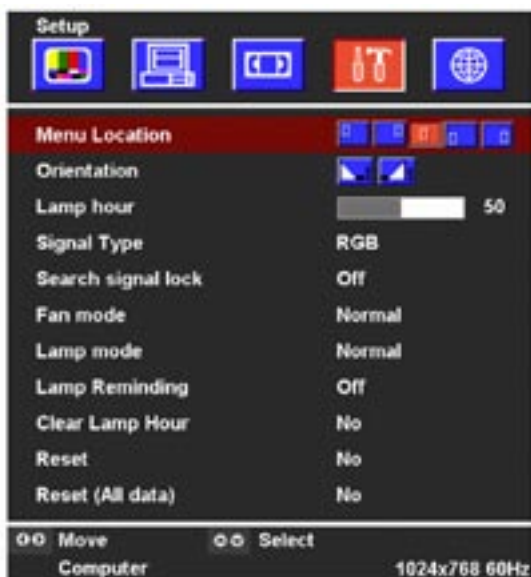 Setup
Menu Location
Orientation
Lamp hour 50
Signal Type RGB
Search signal lock Off
Fan mode Normal
Lamp mode Normal
Lamp Reminding Off
Clear Lamp Hour No
Reset No
Reset (All data) No
Move Select
Computer 1024x768 60Hz